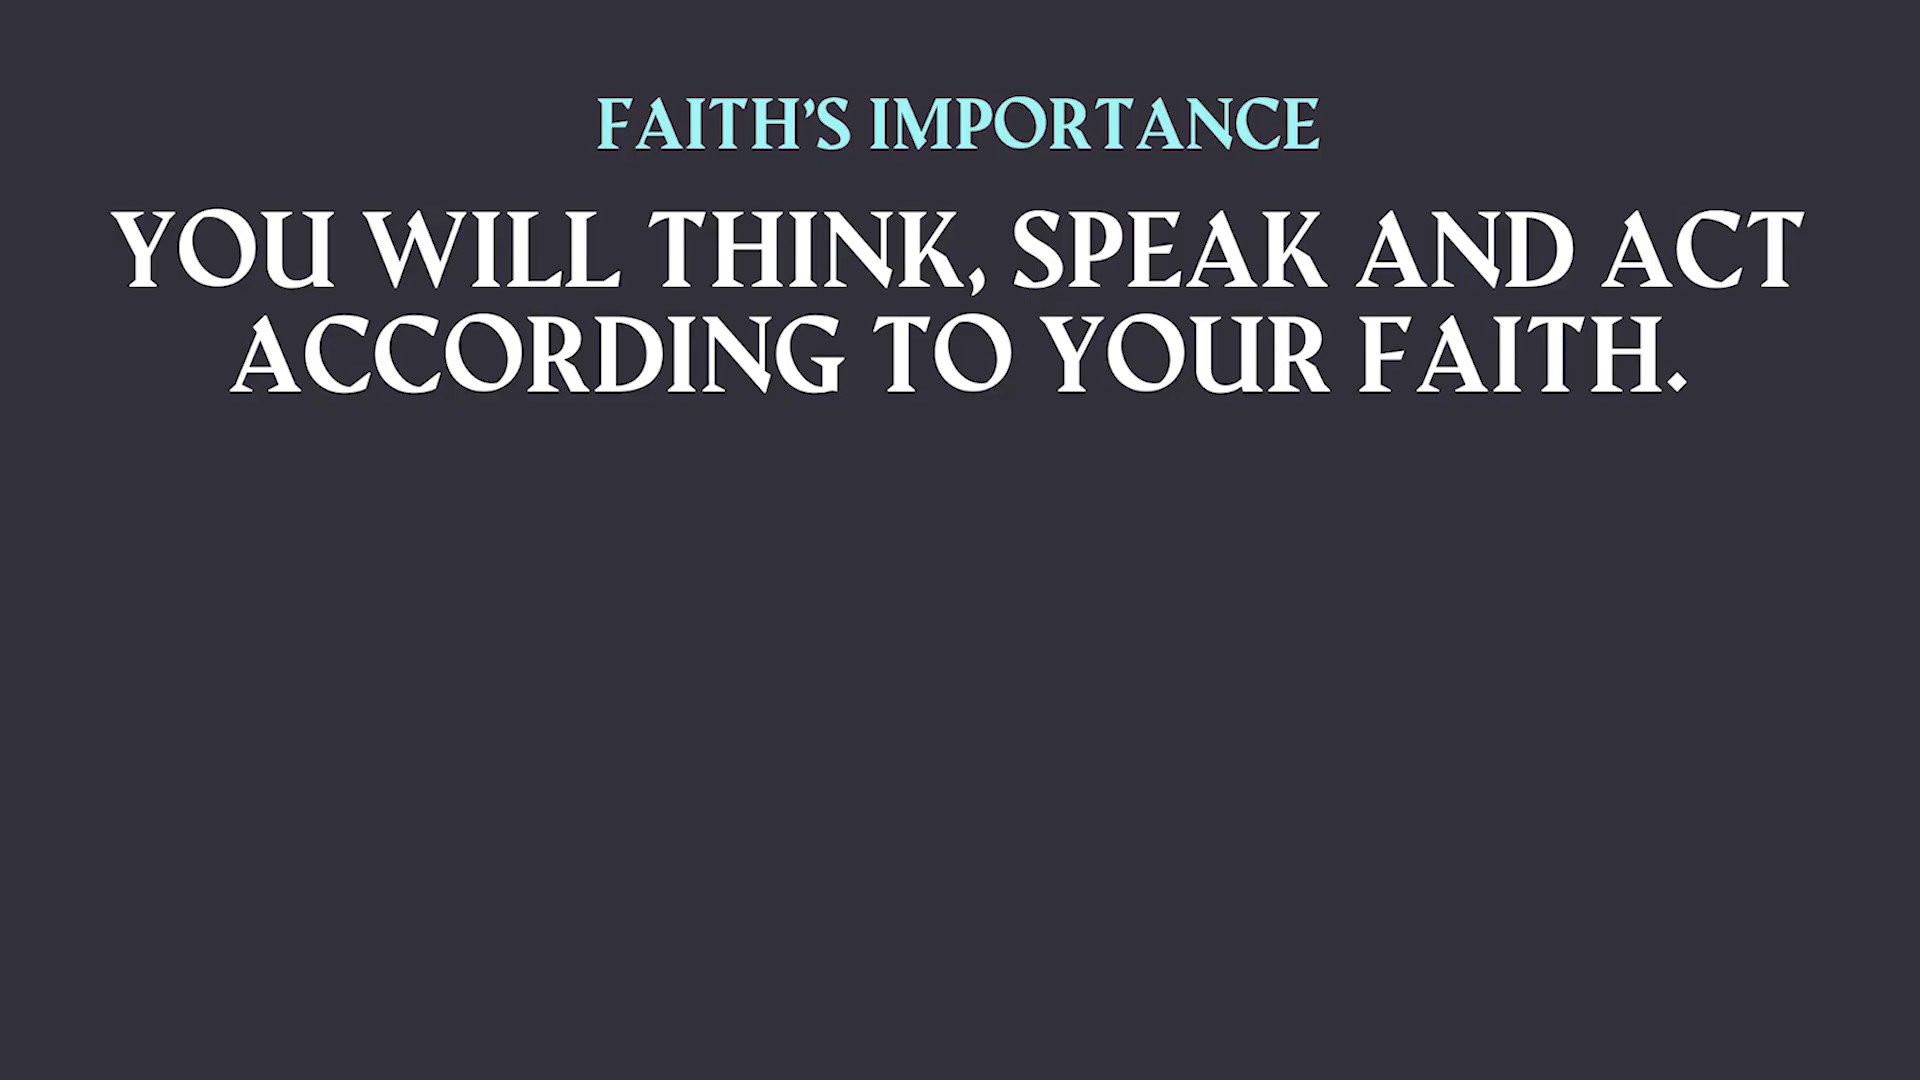 FAITH’S IMPORTANCE
YOU WILL THINK, SPEAK AND ACT
ACCORDING TO YOUR FAITH.